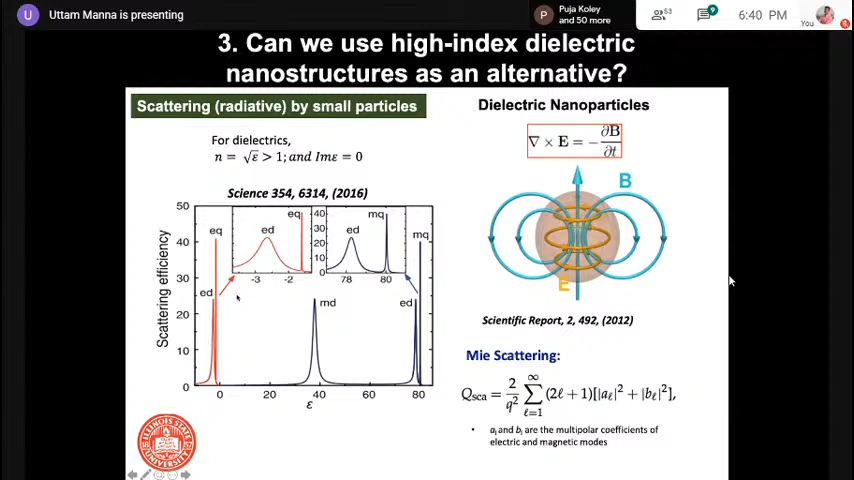 U Uttam Manna is presenting
P Puja Koley
and 50 more
53
9
6:40 PM
You
3. Can we use high-index dielectric
nanostructures as an alternative?
Scattering (radiative) by small particles
For dielectrics,
n = √ε > 1; and Imε = 0
Science 354, 6314, (2016)
Scattering efficiency
50
40
30
20
10
0
eq
ed
ed
eq
-3 -2
40
30
20
10
0
ed
mq
78 80
md
ed
mq
0 20 40 60 80
ε
ILLINOIS STATE
UNIVERSITY
Dielectric Nanoparticles
∇ × E = − ∂B/∂t
B
E
Scientific Report, 2, 492, (2012)
Mie Scattering:
Qsca = 2/q² ∑ℓ=1∞ (2ℓ + 1)[|aℓ|² + |bℓ|²],
• al and bl are the multipolar coefficients of
electric and magnetic modes